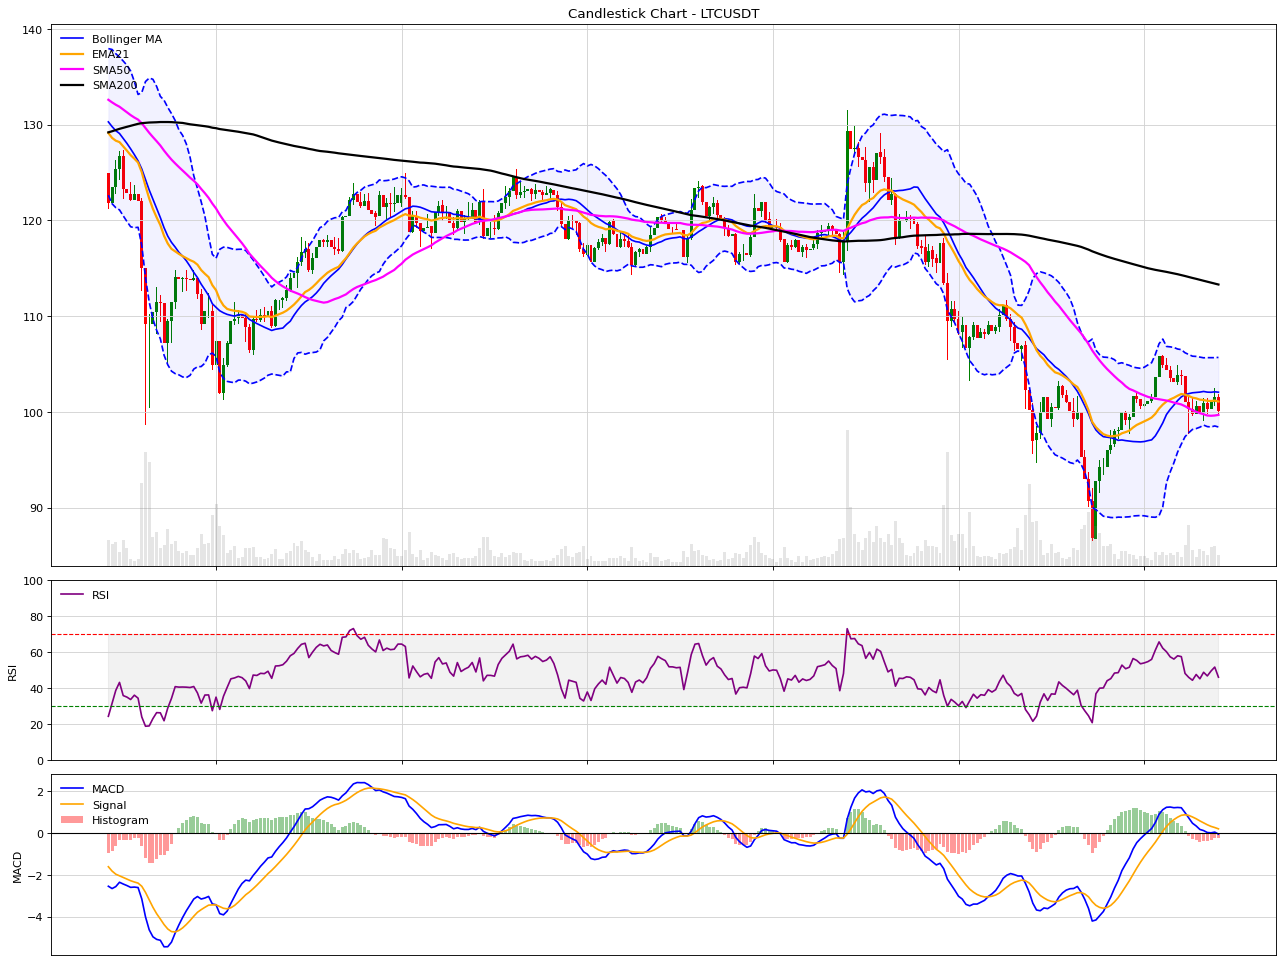 Candlestick Chart - LTCUSDT
140
130
120
110
100
90
Bollinger MA
EMA21
SMA50
SMA200
100
80
60
40
20
0
RSI
RSI
2
0
−2
−4
MACD
MACD
Signal
Histogram